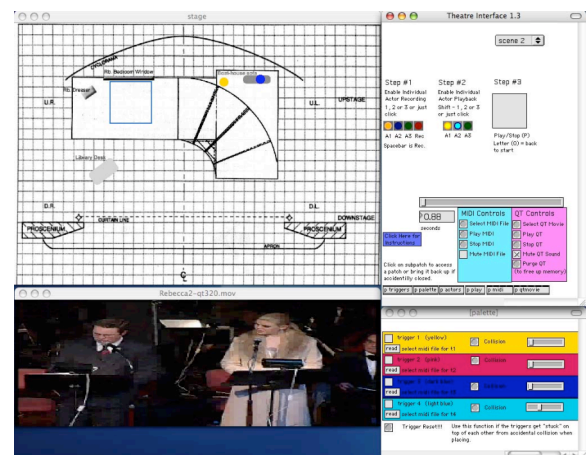 stage
CYCLORAMA
Rb. Bedroom Window
Rb. Dresser
U.R.
U.L.
UPSTAGE
Library Desk
D.R.
D.L.
DOWNSTAGE
CURTAIN LINE
PROSCENIUM
PROSCENIUM
APRON
Rebecca2-qt320.mov
Theatre Interface 1.3
scene 2
Step #1
Enable Individual
Actor Recording
1, 2 or 3 or just
click
A1 A2 A3 Rec
Spacebar is Rec.
Step #2
Enable Individual
Actor Playback
Shift - 1, 2 or 3
or just click
A1 A2 A3
Step #3
Play/Stop (P)
Letter (O) = back
to start
0.88
seconds
Click Here for
instructions
MIDI Controls
Select MIDI File
Play MIDI
Stop MIDI
Mute MIDI File
QT Controls
Select QT Movie
Play QT
Stop QT
Mute QT Sound
Purge QT
(to free up memory)
Click on subpatch to access
a patch or bring it back up if
accidentily closed.
p triggers
p palette
p actors
p play
p midi
p qtmovie
[palette]
trigger 1 (yellow)
Collision
read select midi file for t1
trigger 2 (pink)
Collision
read select midi file for t2
trigger 3 (dark blue)
Collision
read select midi file for t3
trigger 4 (light blue)
Collision
read select midi file for t4
Trigger Reset!!!
Use this function if the triggers get "stuck" on
top of each other from accidental collision when
placing.